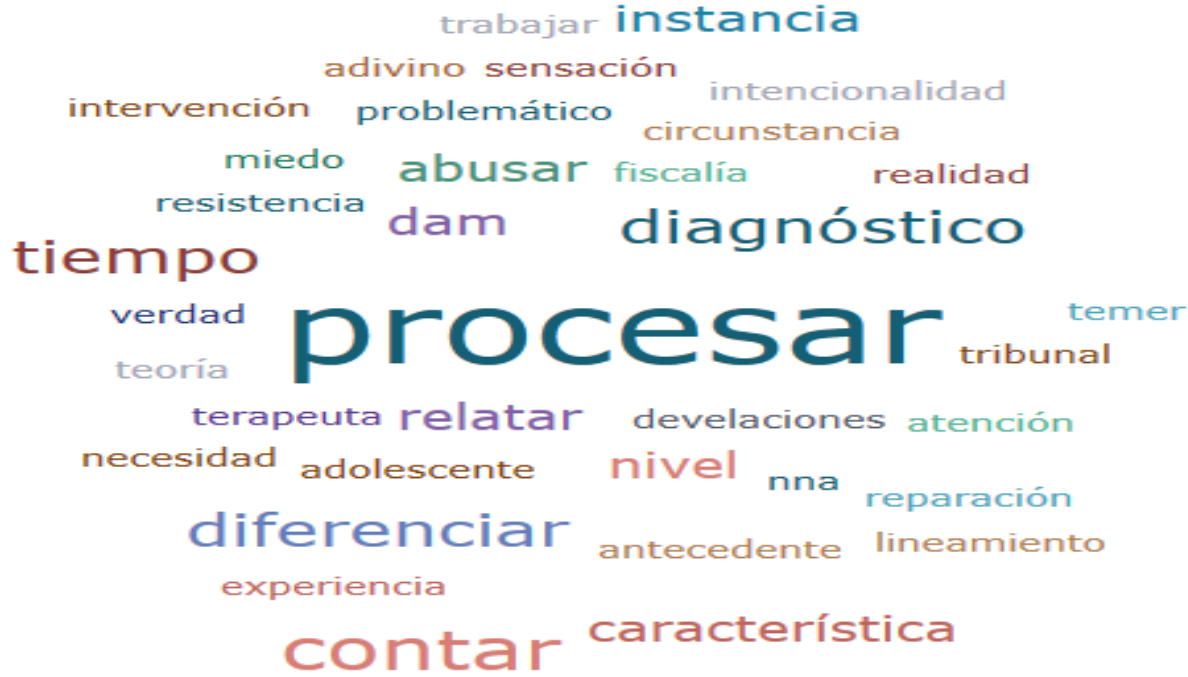 trabajar instancia
adivino sensación
intencionalidad
intervención problemático
circunstancia
miedo abusar fiscalía realidad
resistencia dam diagnóstico
tiempo
verdad procesar temer
tribunal
teoría
terapeuta relatar develaciones atención
necesidad adolescente nivel nna
reparación
diferenciar antecedente lineamiento
experiencia
contar característica